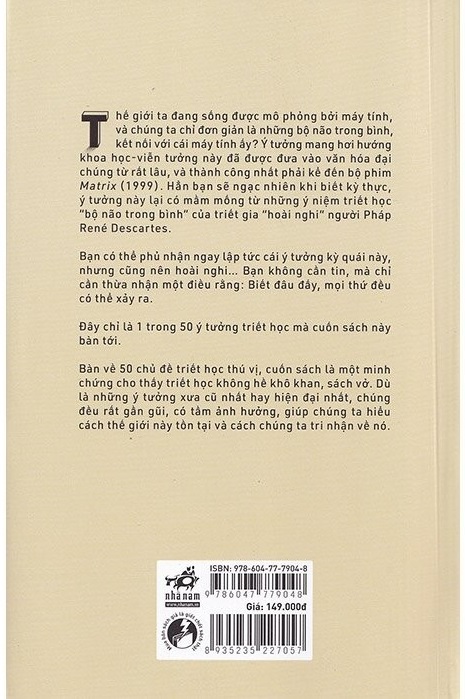 Thế giới ta đang sống được mô phỏng bởi máy tính,
và chúng ta chỉ đơn giản là những bộ não trong bình,
kết nối với cái máy tính ấy? Ý tưởng mang hơi hướng
khoa học-viễn tưởng này đã được đưa vào văn hóa đại
chúng từ rất lâu, và thành công nhất phải kể đến bộ phim
Matrix (1999). Hẳn bạn sẽ ngạc nhiên khi biết kỳ thực,
ý tưởng này lại có mầm mống từ những ý niệm triết học
"bộ não trong bình" của triết gia "hoài nghi" người Pháp
René Descartes.
Bạn có thể phủ nhận ngay lập tức cái ý tưởng kỳ quái này,
nhưng cũng nên hoài nghi... Bạn không cần tin, mà chỉ
cần thừa nhận một điều rằng: Biết đâu đấy, mọi thứ đều
có thể xảy ra.
Đây chỉ là 1 trong 50 ý tưởng triết học mà cuốn sách này
bàn tới.
Bàn về 50 chủ đề triết học thú vị, cuốn sách là một minh
chứng cho thấy triết học không hề khô khan, sách vở. Dù
là những ý tưởng xưa cũ nhất hay hiện đại nhất, chúng
đều rất gần gũi, có tầm ảnh hưởng, giúp chúng ta hiểu
cách thế giới này tồn tại và cách chúng ta tri nhận về nó.
nhã nam
www.nhanam.vn
Mua bán sách giả là giết chết sách thật
ISBN: 978-604-77-7904-8
9 786047 779048
Giá: 149.000đ
8 935235 227057